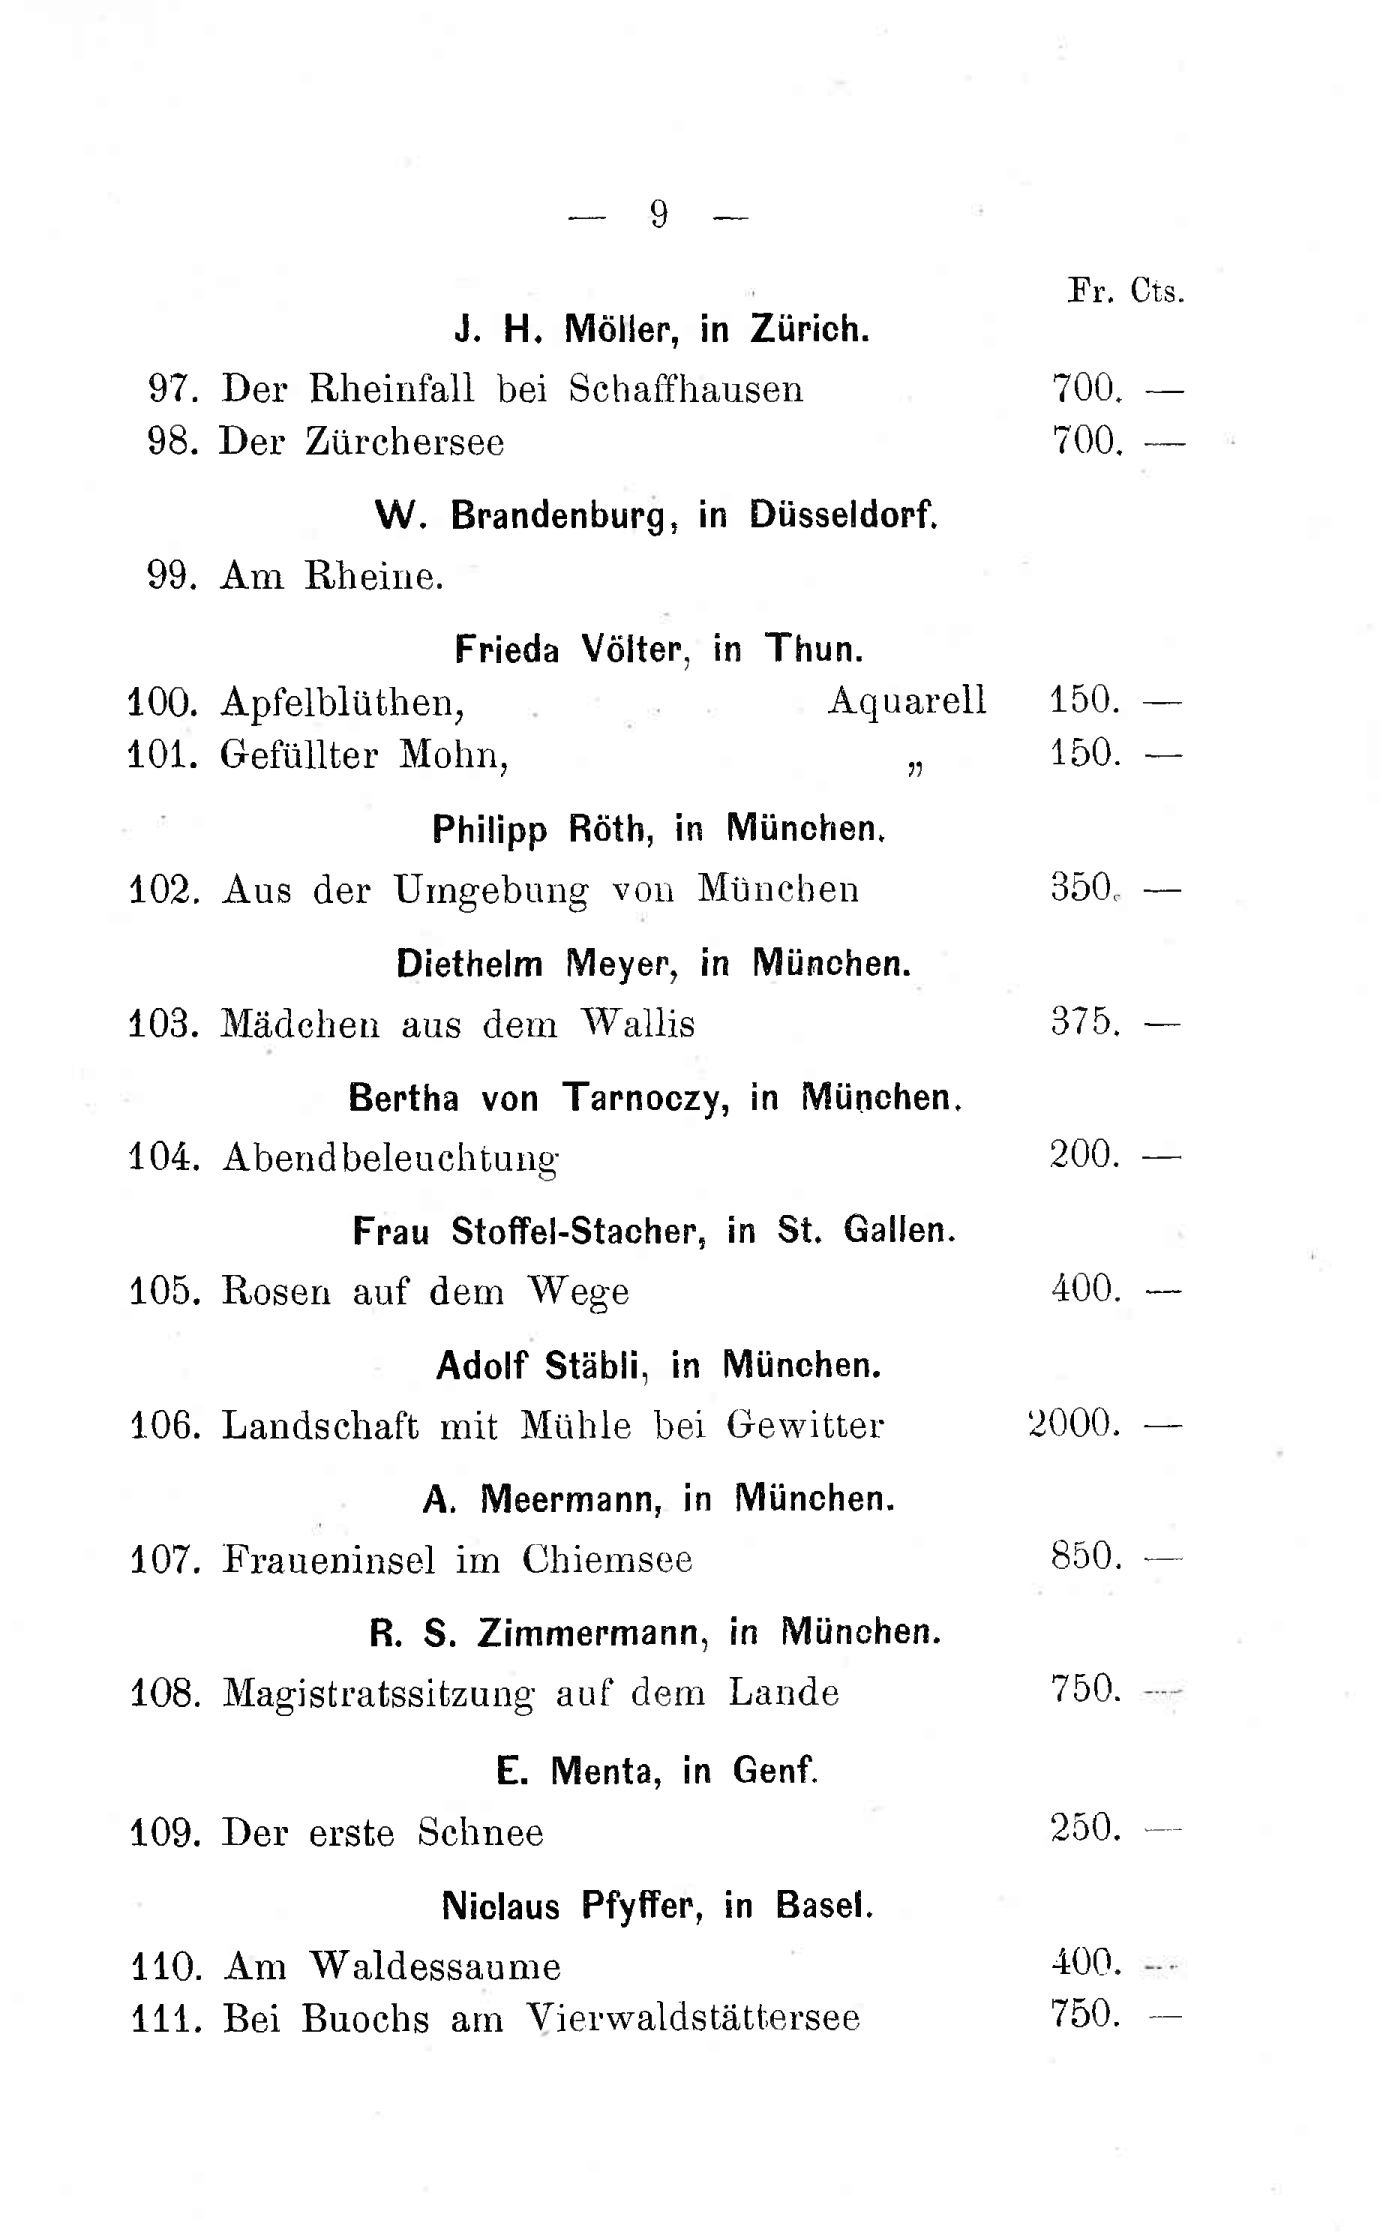 — 9 —
Fr. Cts.
J. H. Möller, in Zürich.
97. Der Rheinfall bei Schaffhausen 700. —
98. Der Zürchersee 700. —
W. Brandenburg, in Düsseldorf.
99. Am Rheine.
Frieda Völter, in Thun.
100. Apfelblüthen, Aquarell 150. —
101. Gefüllter Mohn, „ 150. —
Philipp Röth, in München.
102. Aus der Umgebung von München 350. —
Diethelm Meyer, in München.
103. Mädchen aus dem Wallis 375. —
Bertha von Tarnoczy, in München.
104. Abendbeleuchtung 200. —
Frau Stoffel-Stacher, in St. Gallen.
105. Rosen auf dem Wege 400. —
Adolf Stäbli, in München.
106. Landschaft mit Mühle bei Gewitter 2000. —
A. Meermann, in München.
107. Fraueninsel im Chiemsee 850. —
R. S. Zimmermann, in München.
108. Magistratssitzung auf dem Lande 750. —
E. Menta, in Genf.
109. Der erste Schnee 250. —
Niclaus Pfyffer, in Basel.
110. Am Waldessaume 400. —
111. Bei Buochs am Vierwaldstättersee 750. —